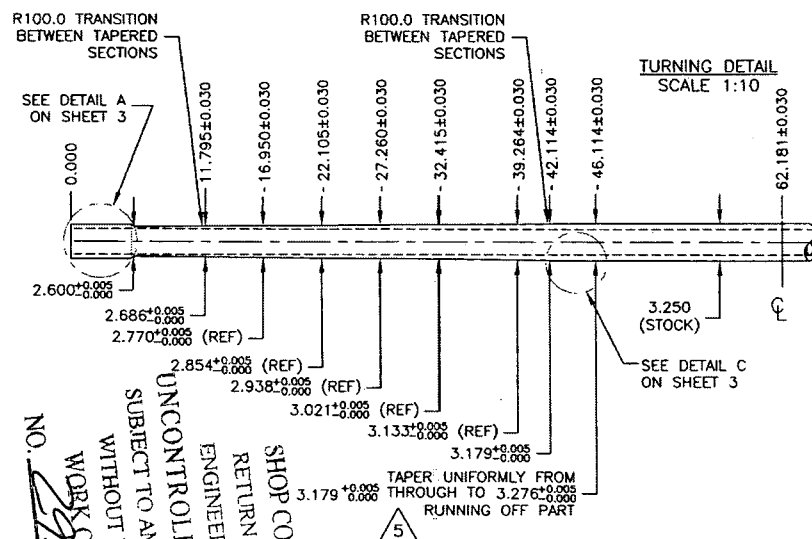 R100.0 TRANSITION
BETWEEN TAPERED
SECTIONS
R100.0 TRANSITION
BETWEEN TAPERED
SECTIONS
TURNING DETAIL
SCALE 1:10
SEE DETAIL A
ON SHEET 3
0.000
11.795±0.030
16.950±0.030
22.105±0.030
27.260±0.030
32.415±0.030
39.264±0.030
42.114±0.030
46.114±0.030
62.181±0.030
2.600+0.005-0.000
2.686+0.005-0.000
2.770+0.005-0.000 (REF)
2.854+0.005-0.000 (REF)
2.938+0.005-0.000 (REF)
3.021+0.005-0.000 (REF)
3.133+0.005-0.000 (REF)
3.179+0.005-0.000
3.250
(STOCK)
℄
SEE DETAIL C
ON SHEET 3
TAPER UNIFORMLY FROM
3.179+0.005 0.000 THROUGH TO 3.276+0.005-0.000
RUNNING OFF PART
5
SHOP CO
RETURN
ENGINEE
UNCONTROLL
SUBJECT TO AM
WITHOUT
WORK O
NO.